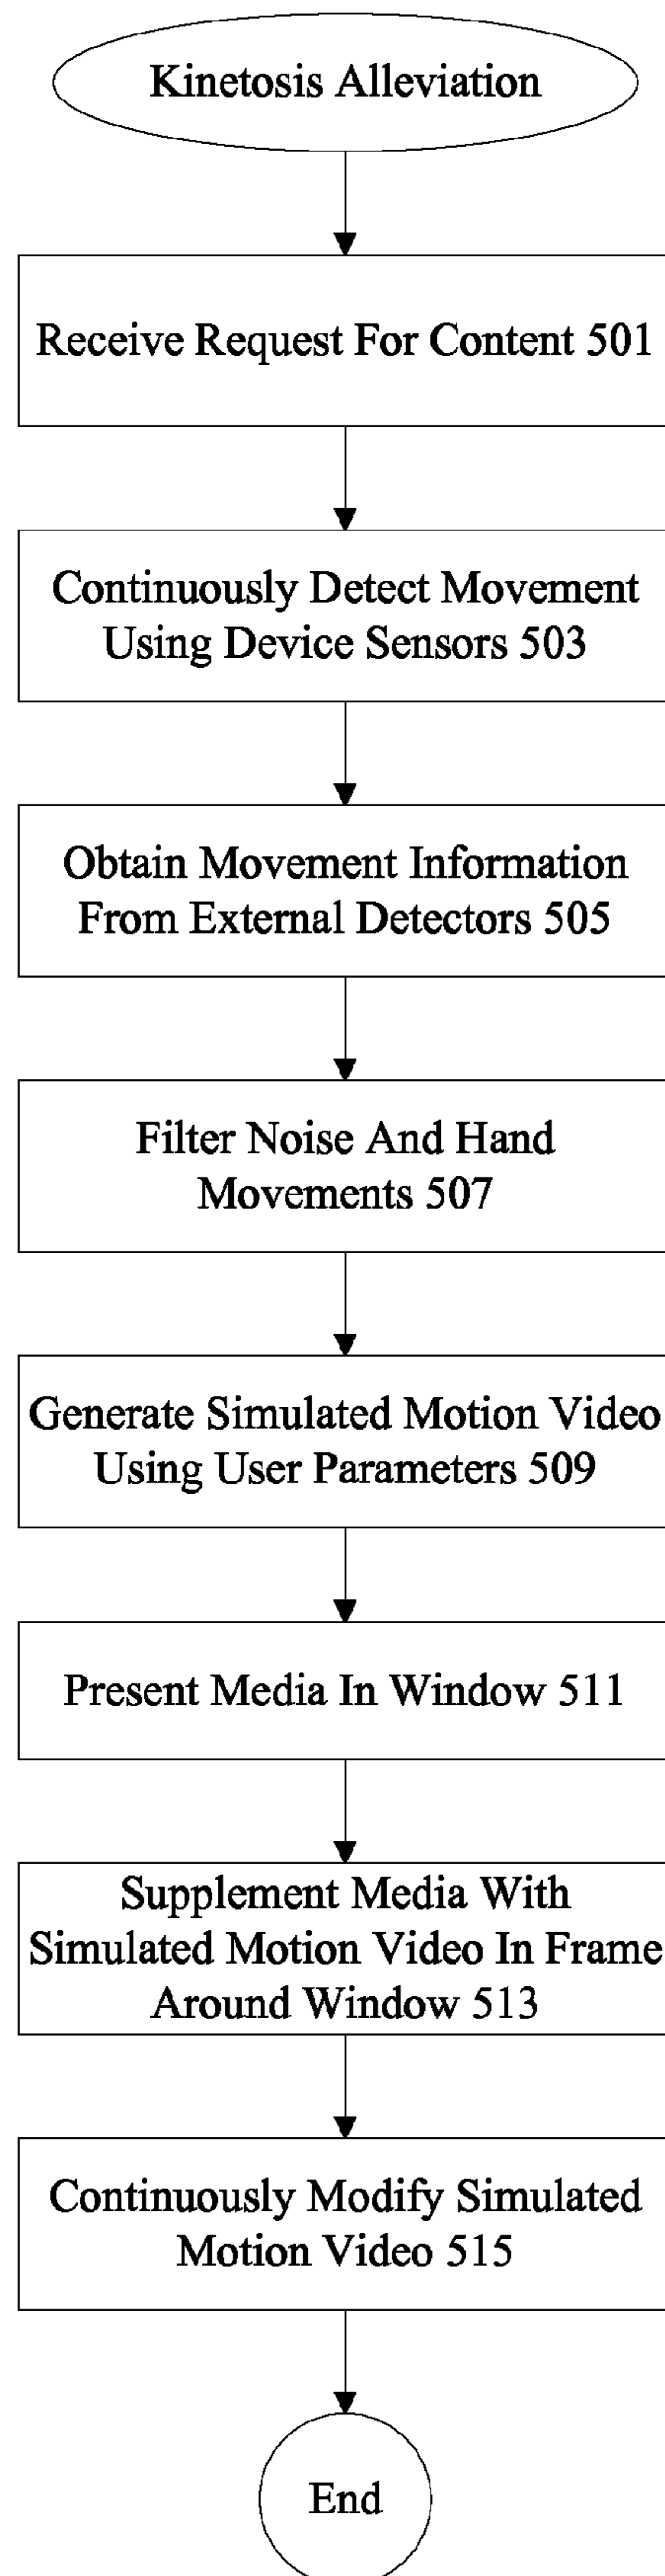 Kinetosis Alleviation
Receive Request For Content 501
Continuously Detect Movement
Using Device Sensors 503
Obtain Movement Information
From External Detectors 505
Filter Noise And Hand
Movements 507
Generate Simulated Motion Video
Using User Parameters 509
Present Media In Window 511
Supplement Media With
Simulated Motion Video In Frame
Around Window 513
Continuously Modify Simulated
Motion Video 515
End